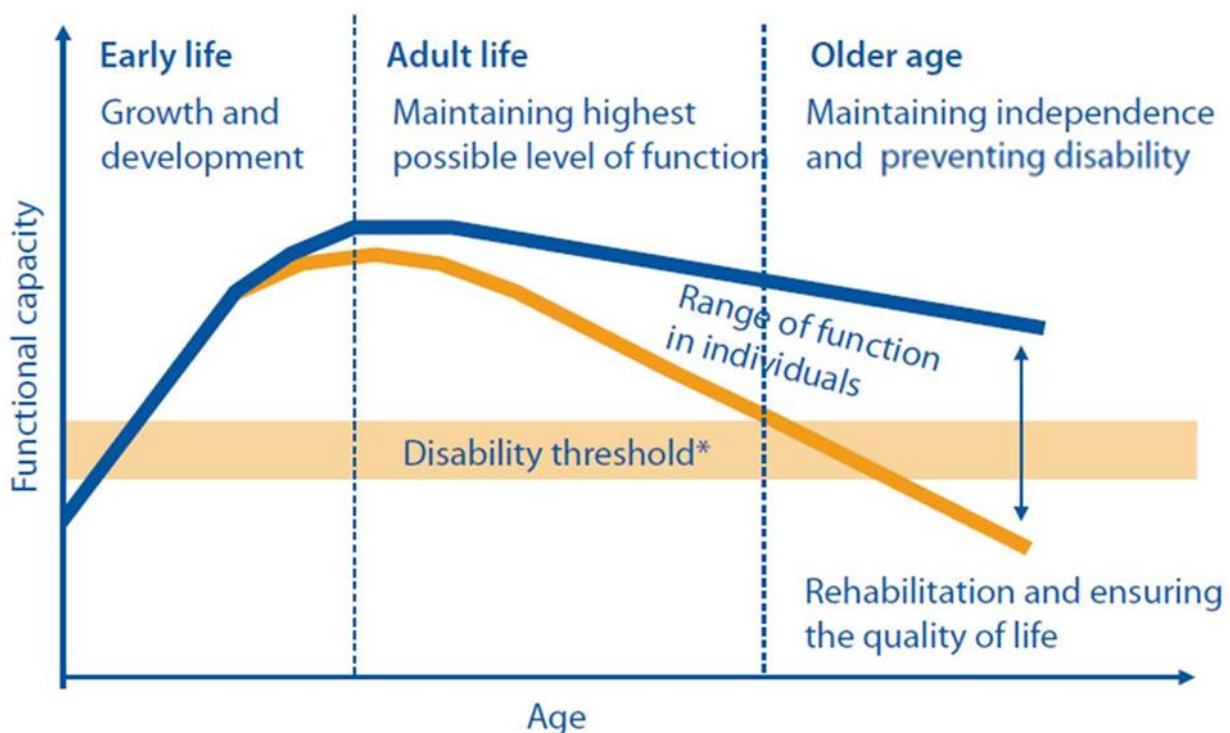 Early life
Growth and
development
Adult life
Maintaining highest
possible level of function
Older age
Maintaining independence
and preventing disability
Functional capacity
Range of function
in individuals
Disability threshold*
Rehabilitation and ensuring
the quality of life
Age